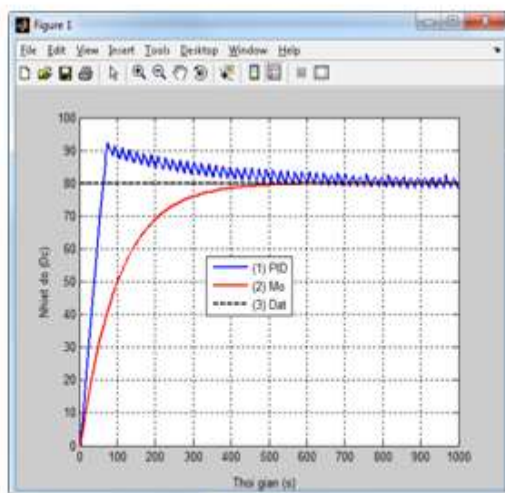 Figure 1
File Edit View Insert Tools Desktop Window Help
100
90
80
70
60
50
40
30
20
10
0
Nhiet do (0c)
(1) PID
(2) Mo
(3) Dat
0 100 200 300 400 500 600 700 800 900 1000
Thoi gian (s)